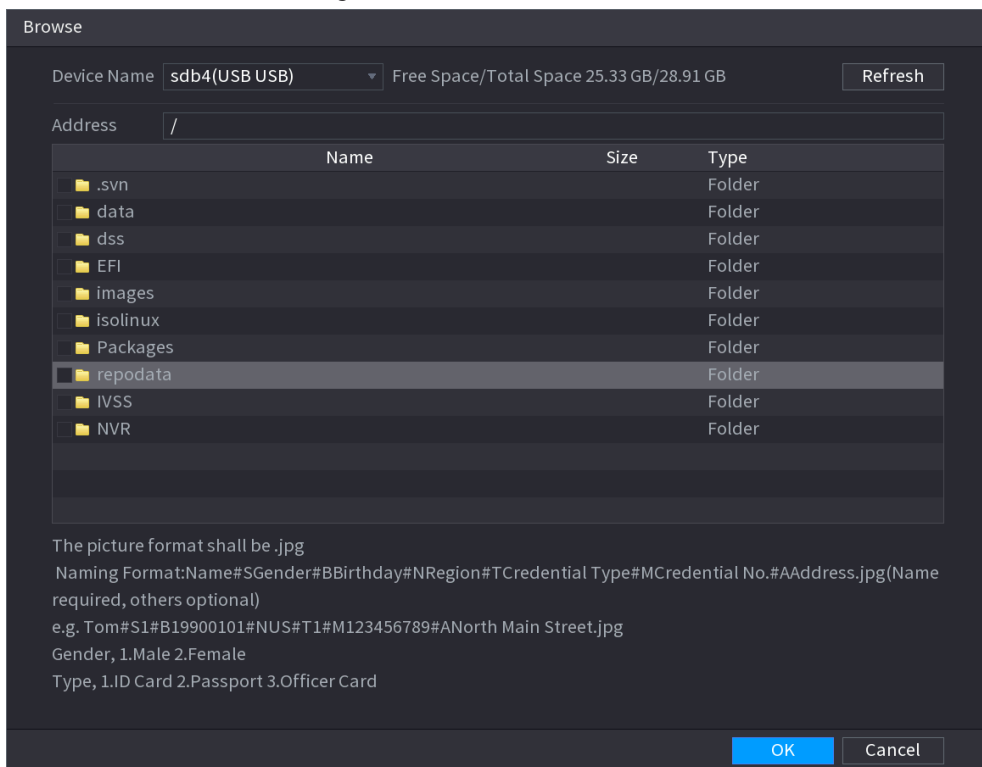 Browse
Device Name sdb4(USB USB) Free Space/Total Space 25.33 GB/28.91 GB Refresh
Address /
Name Size Type
.svn Folder
data Folder
dss Folder
EFI Folder
images Folder
isolinux Folder
Packages Folder
repodata Folder
IVSS Folder
NVR Folder
The picture format shall be .jpg
Naming Format:Name#SGender#BBirthday#NRegion#TCredential Type#MCredential No.#AAddress.jpg(Name
required, others optional)
e.g. Tom#S1#B19900101#NUS#T1#M123456789#ANorth Main Street.jpg
Gender, 1.Male 2.Female
Type, 1.ID Card 2.Passport 3.Officer Card
OK Cancel